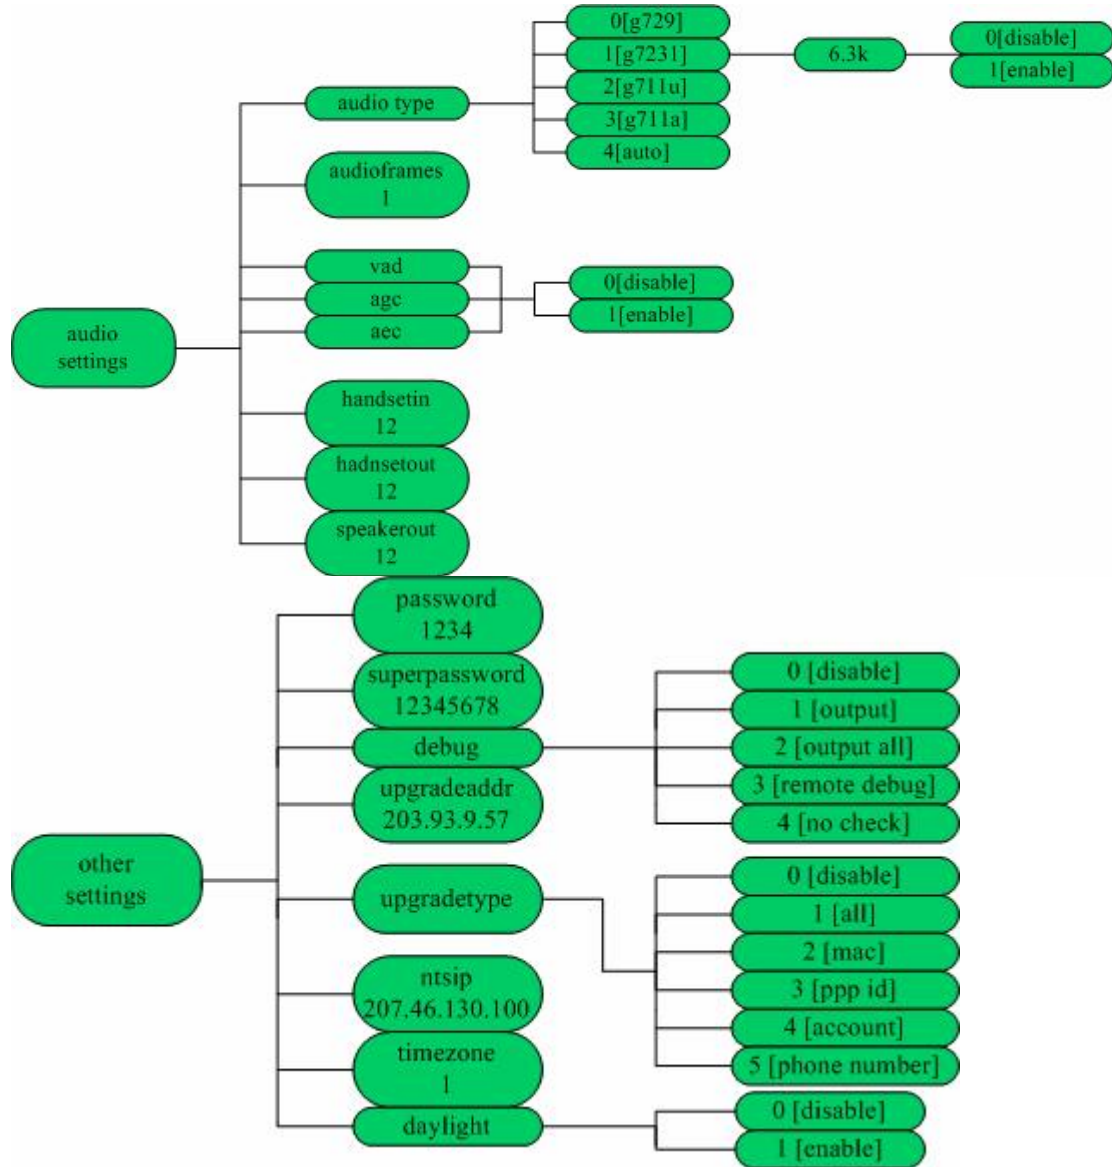 audio
settings
audio type
0[g729]
1[g7231]
2[g711u]
3[g711a]
4[auto]
6.3k
0[disable]
1[enable]
audioframes
1
vad
agc
aec
0[disable]
1[enable]
handsetin
12
hadnsetout
12
speakerout
12
other
settings
password
1234
superpassword
12345678
debug
0 [disable]
1 [output]
2 [output all]
3 [remote debug]
4 [no check]
upgradeaddr
203.93.9.57
upgradetype
0 [disable]
1 [all]
2 [mac]
3 [ppp id]
4 [account]
5 [phone number]
ntsip
207.46.130.100
timezone
1
daylight
0 [disable]
1 [enable]